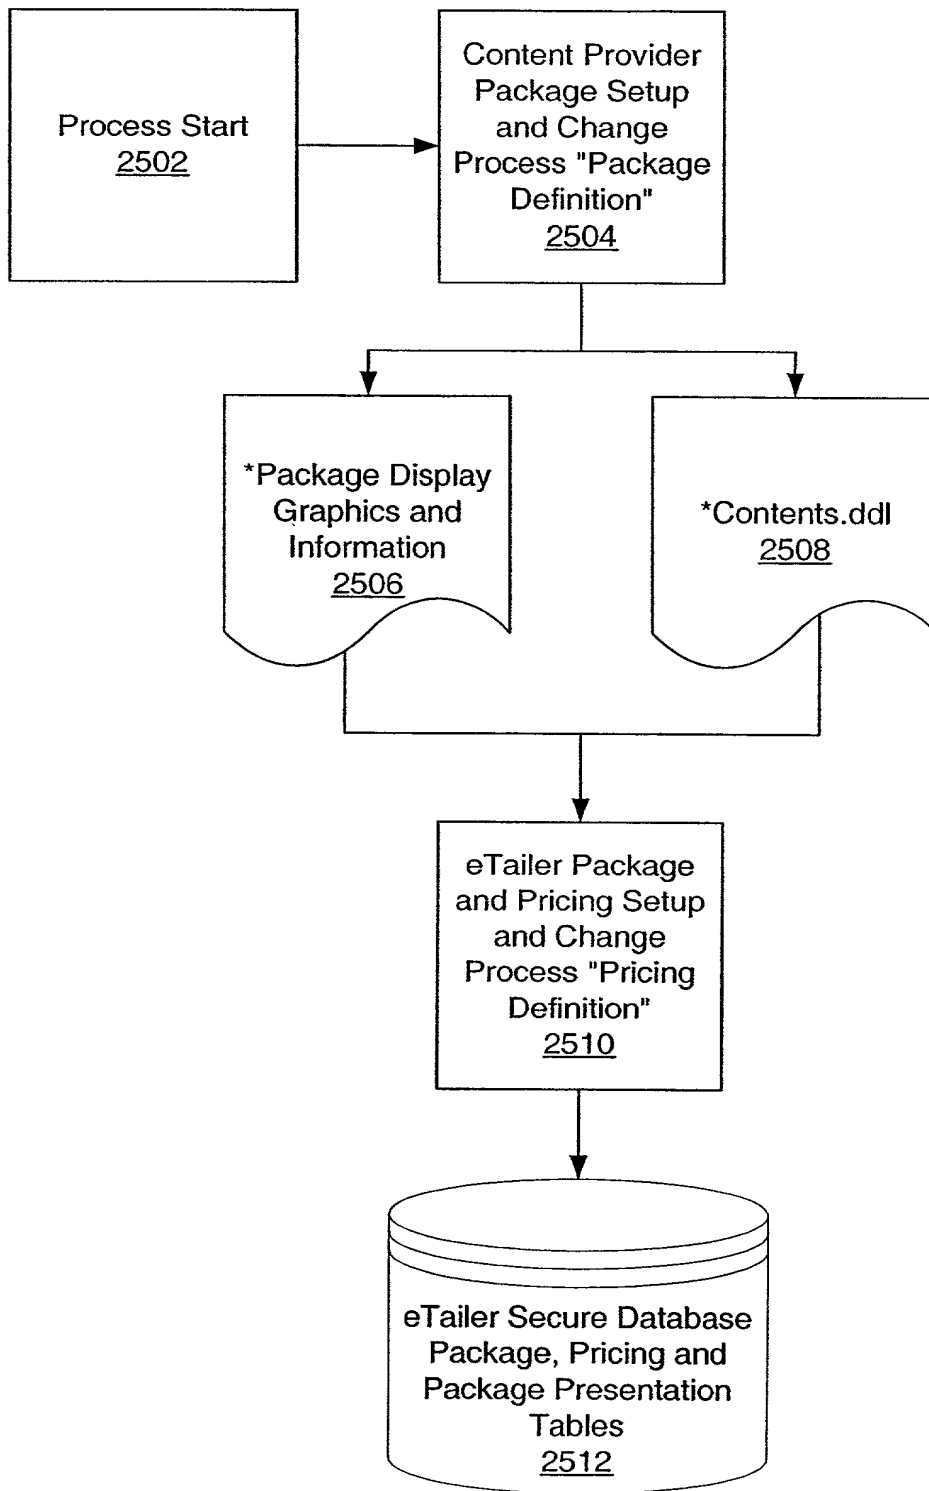 Process Start
2502
Content Provider
Package Setup
and Change
Process "Package
Definition"
2504
*Package Display
Graphics and
Information
2506
*Contents.ddl
2508
eTailer Package
and Pricing Setup
and Change
Process "Pricing
Definition"
2510
eTailer Secure Database
Package, Pricing and
Package Presentation
Tables
2512